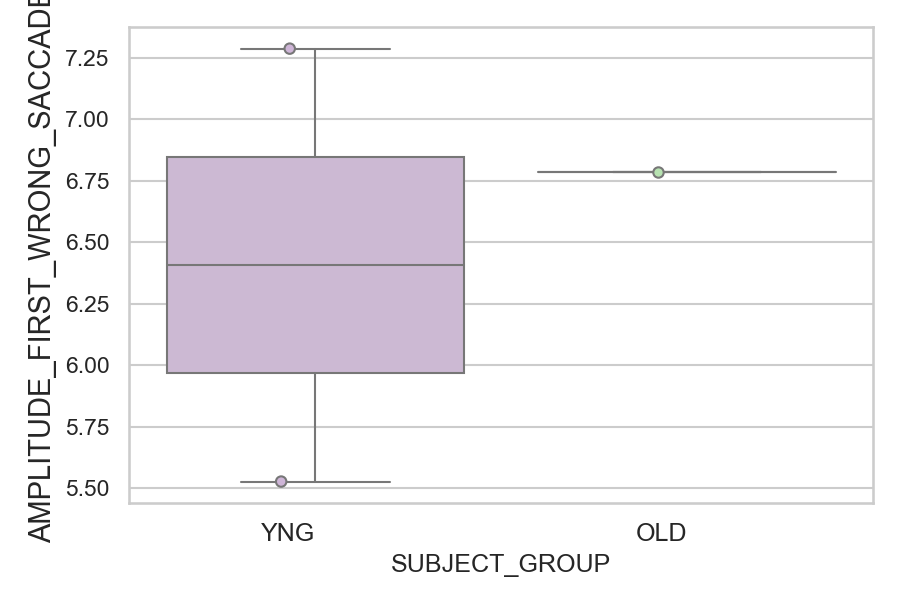 AMPLITUDE_FIRST_WRONG_SACCADE
7.25
7.00
6.75
6.50
6.25
6.00
5.75
5.50
YNG OLD
SUBJECT_GROUP